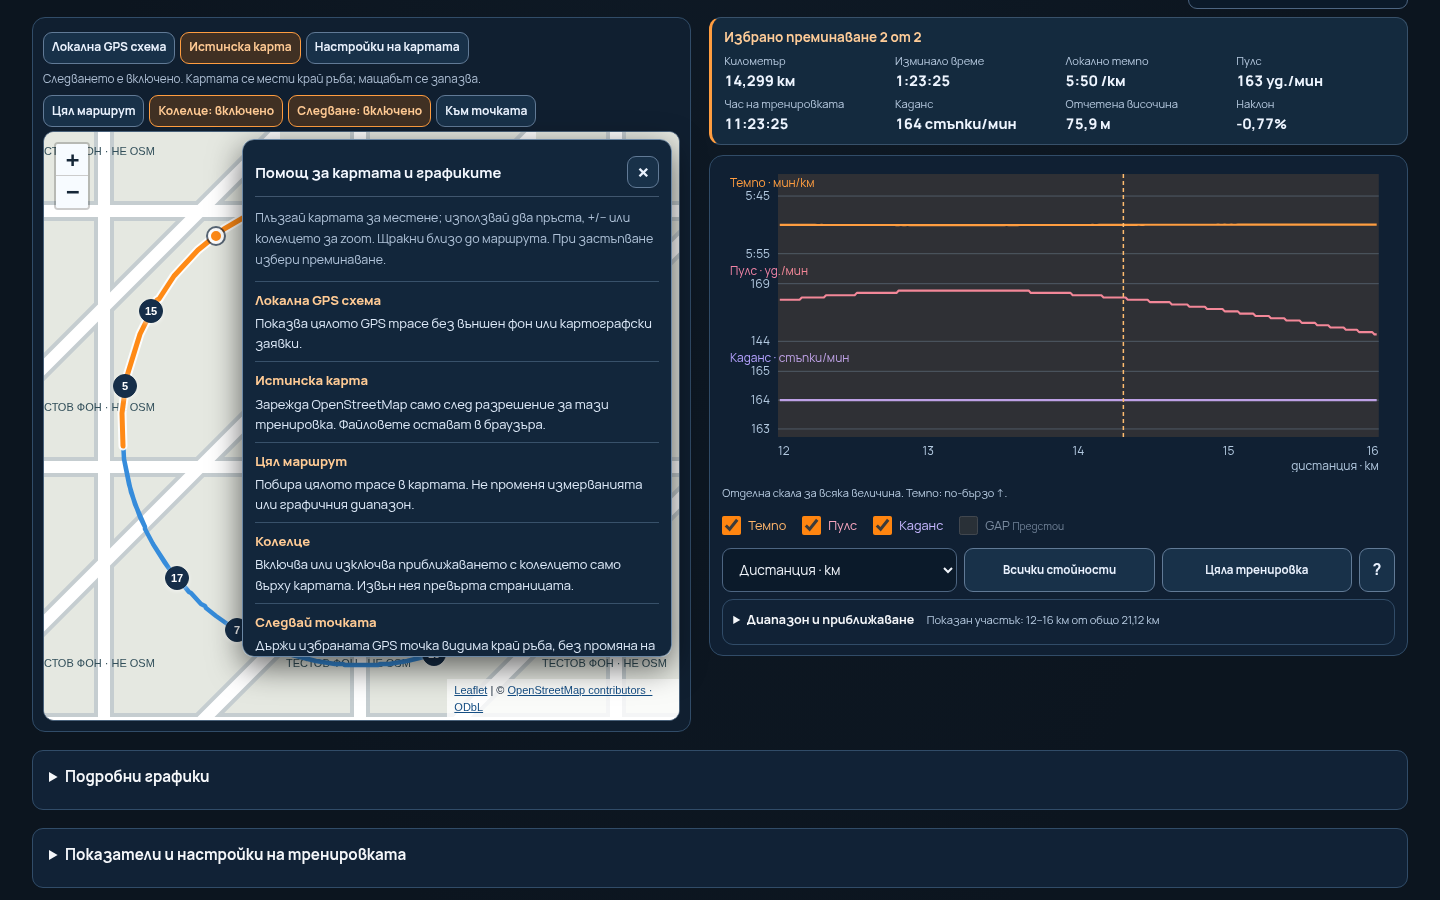 Локална GPS схема
Истинска карта
Настройки на картата
Следването е включено. Картата се мести край ръба; мащабът се запазва.
Цял маршрут
Колелце: включено
Следване: включено
Към точката
+
−
ФОН · НЕ OSM
15
5
СТОВ ФОН · НЕ OSM
17
7
СТОВ ФОН · НЕ OSM
ТЕСТОВ ФОН · НЕ OSM
ТЕСТОВ ФОН · НЕ OSM
Leaflet | © OpenStreetMap contributors ·
ODbL
Помощ за картата и графиките
×
Плъзгай картата за местене; използвай два пръста, +/− или
колелцето за zoom. Щракни близо до маршрута. При застъпване
избери преминаване.
Локална GPS схема
Показва цялото GPS трасе без външен фон или картографски
заявки.
Истинска карта
Зарежда OpenStreetMap само след разрешение за тази
тренировка. Файловете остават в браузъра.
Цял маршрут
Побира цялото трасе в картата. Не променя измерванията
или графичния диапазон.
Колелце
Включва или изключва приближаването с колелцето само
върху картата. Извън нея превърта страницата.
Следвай точката
Държи избраната GPS точка видима край ръба, без промяна на
Избрано преминаване 2 от 2
Километър
14,299 км
Изминало време
1:23:25
Локално темпо
5:50 /км
Пулс
163 уд./мин
Час на тренировката
11:23:25
Каданс
164 стъпки/мин
Отчетена височина
75,9 м
Наклон
-0,77%
Темпо · мин/км
5:45
5:55
Пулс · уд./мин
169
144
Каданс · стъпки/мин
165
164
163
12
13
14
15
16
дистанция · км
Отделна скала за всяка величина. Темпо: по-бързо ↑.
Темпо
Пулс
Каданс
GAP Предстои
Дистанция · км
Всички стойности
Цяла тренировка
?
Диапазон и приближаване
Показан участък: 12–16 км от общо 21,12 км
Подробни графики
Показатели и настройки на тренировката